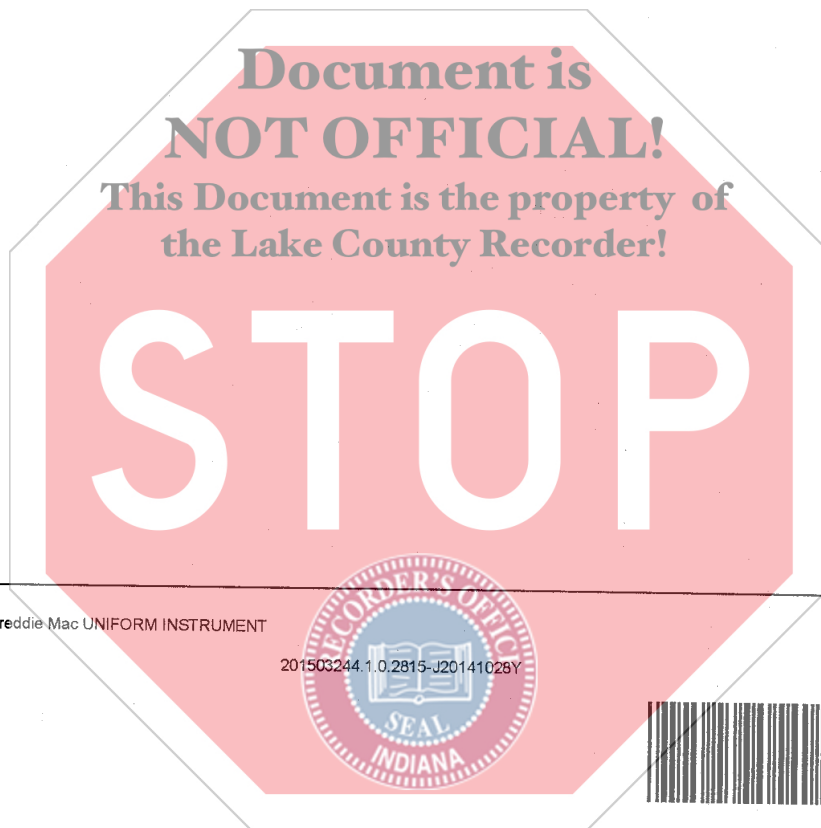 Document is
NOT OFFICIAL!
This Document is the property of
the Lake County Recorder!
STOP
reddie Mac UNIFORM INSTRUMENT
201503244.1.0.2815-J20141028Y
RECORDER'S OFFICE
SEAL
INDIANA